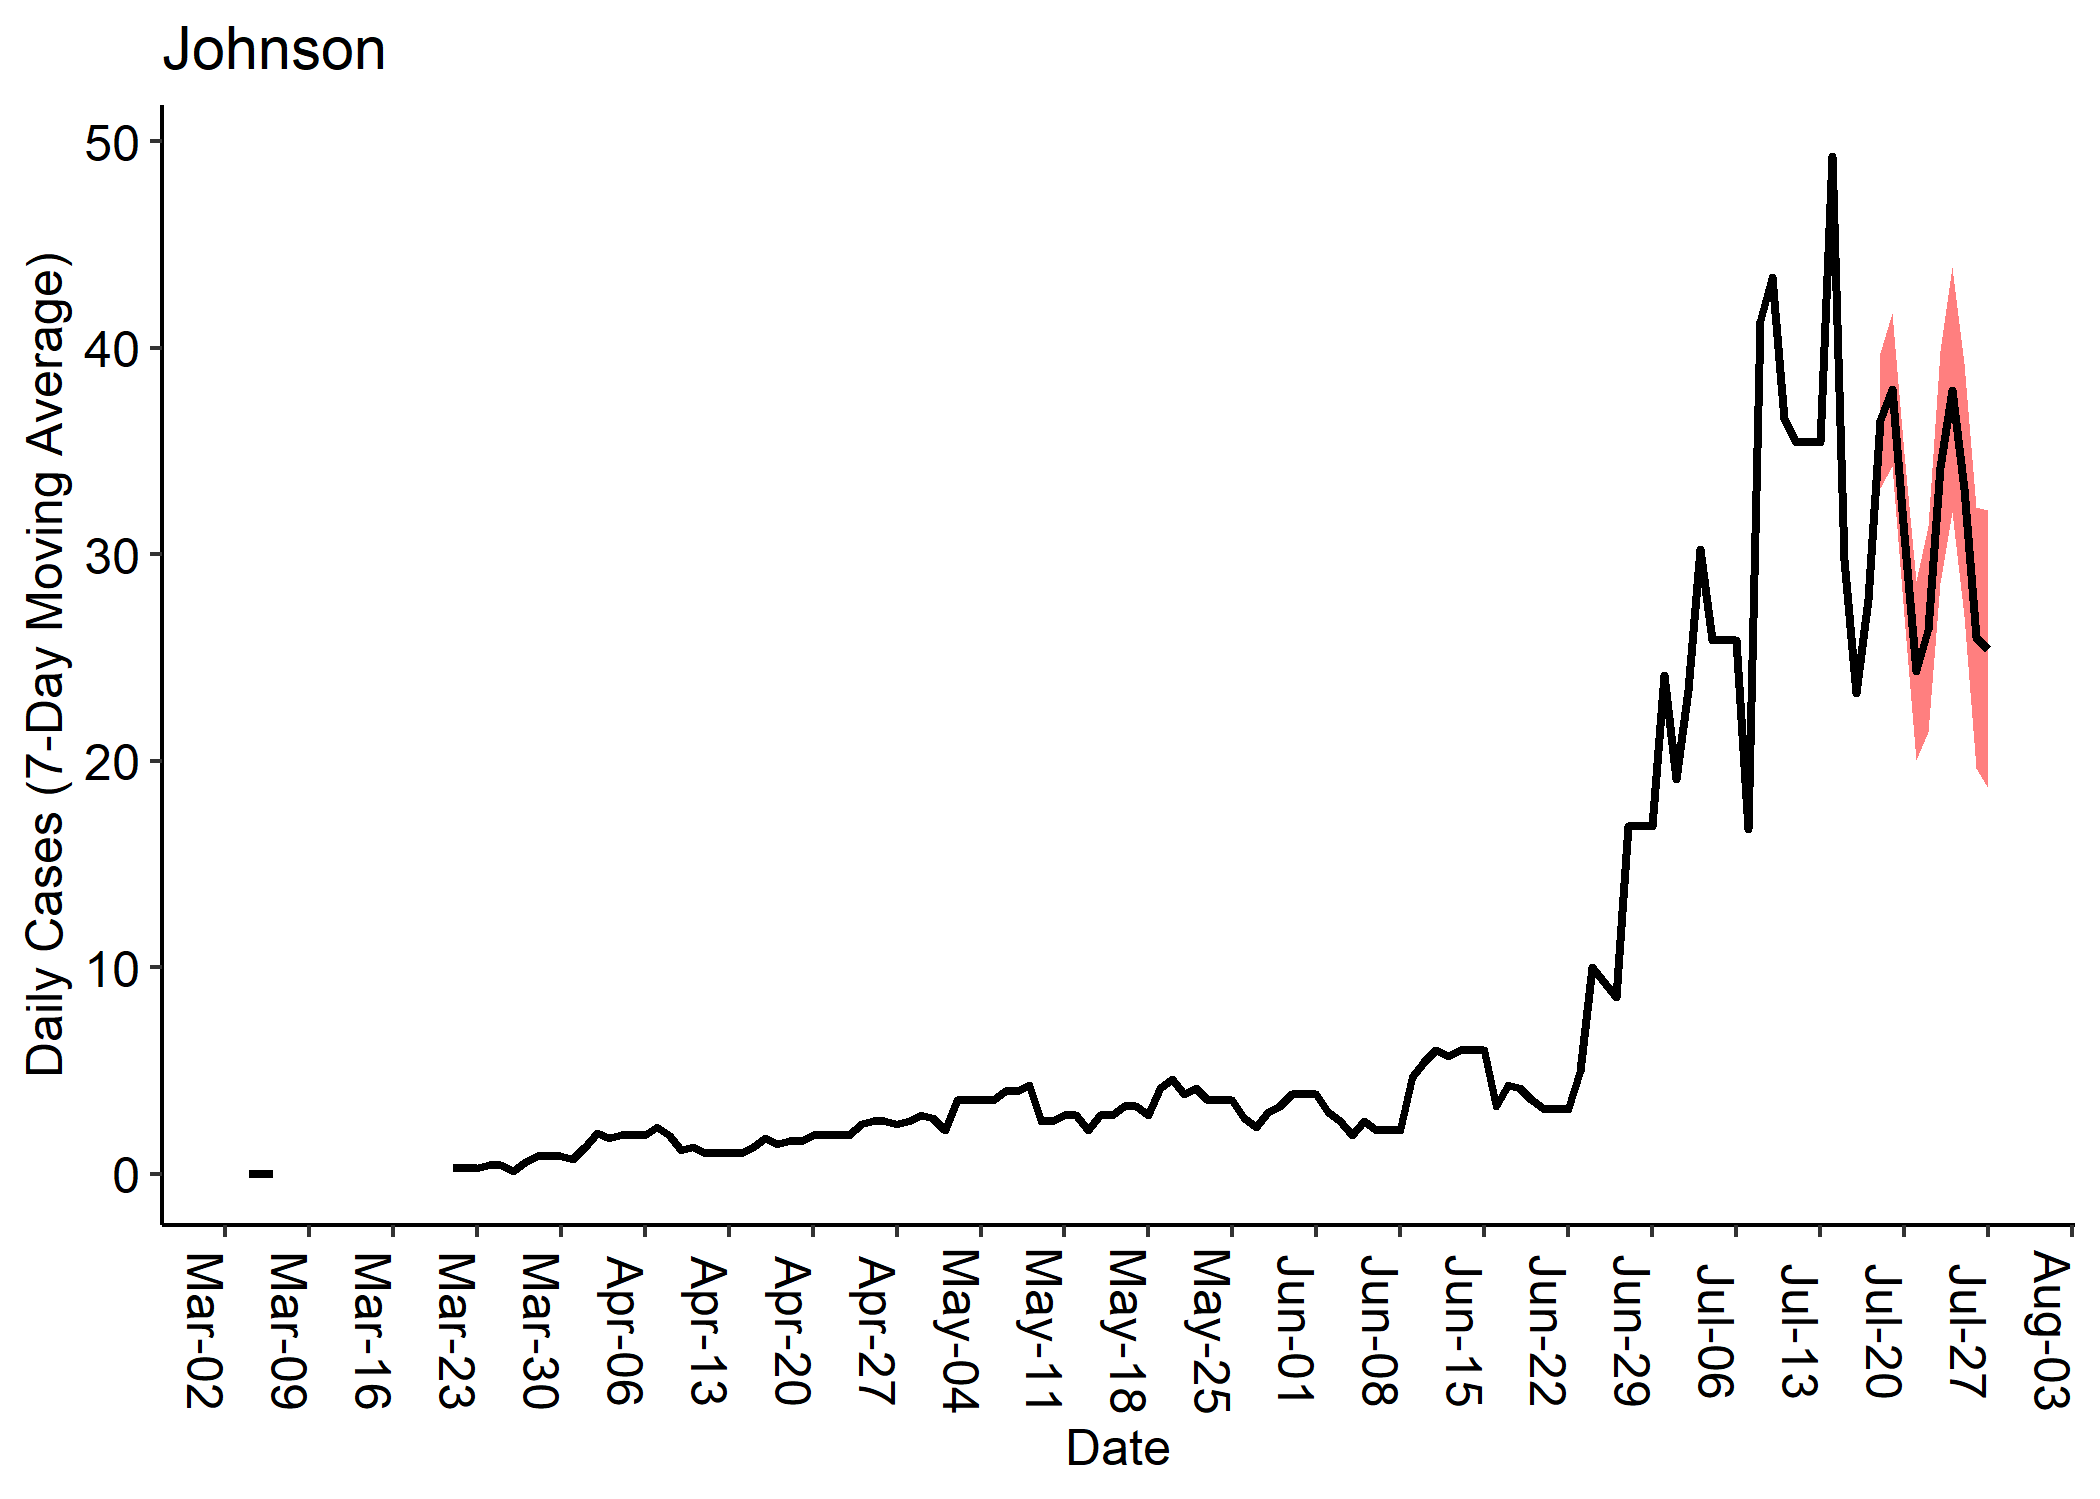 Johnson
Daily Cases (7-Day Moving Average)
50
40
30
20
10
0
Mar-02
Mar-09
Mar-16
Mar-23
Mar-30
Apr-06
Apr-13
Apr-20
Apr-27
May-04
May-11
May-18
May-25
Jun-01
Jun-08
Jun-15
Jun-22
Jun-29
Jul-06
Jul-13
Jul-20
Jul-27
Aug-03
Date